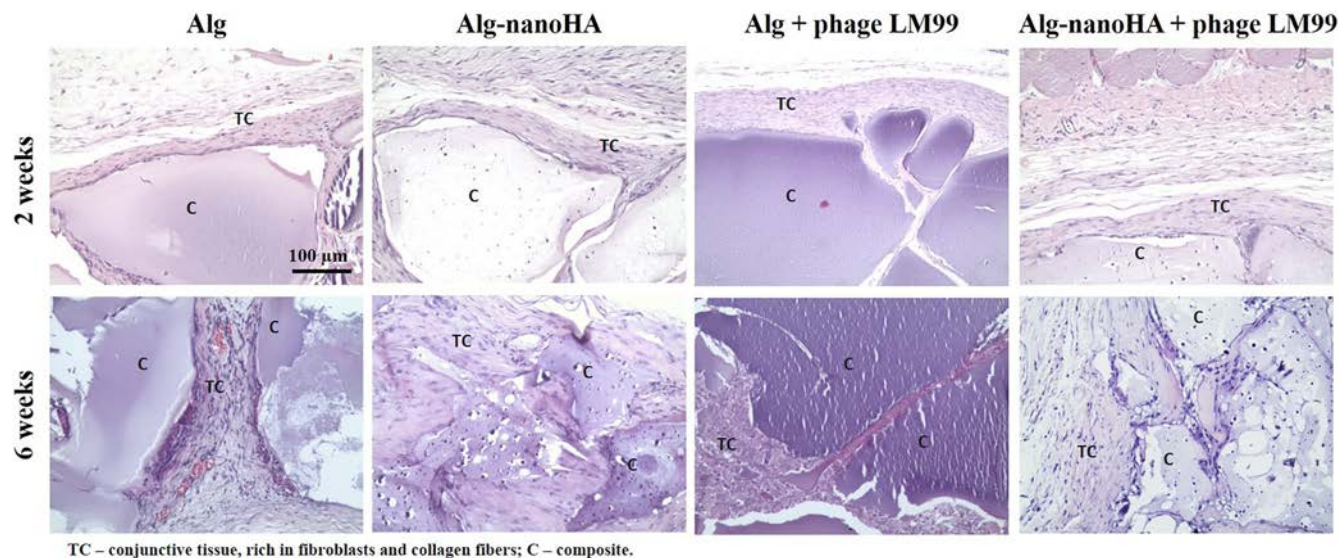 Alg Alg-nanoHA Alg + phage LM99 Alg-nanoHA + phage LM99
2 weeks
TC
C
100 µm
TC
C
TC
C
TC
C
6 weeks
C
C
TC
TC
C
C
C
TC
C
C
TC
C
TC – conjunctive tissue, rich in fibroblasts and collagen fibers; C – composite.